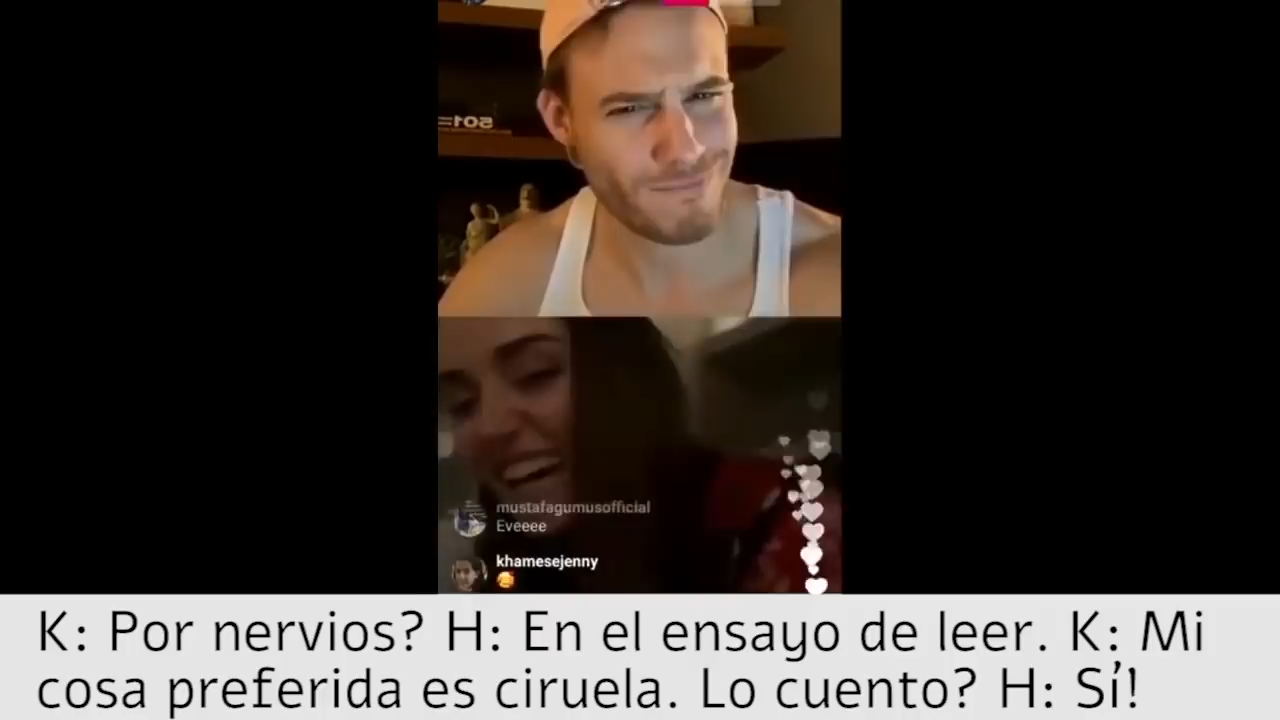 mustafagumusofficial
Eveeee
khamesejenny
K: Por nervios? H: En el ensayo de leer. K: Mi
cosa preferida es ciruela. Lo cuento? H: Sí!